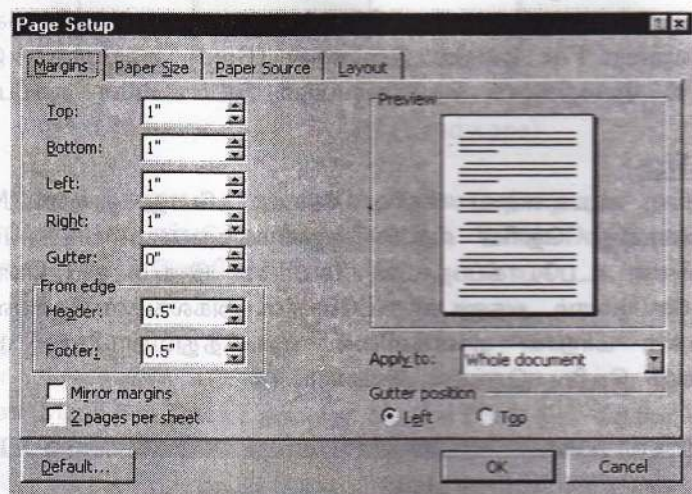 Page Setup
Margins Paper Size Paper Source Layout
Top: 1"
Bottom: 1"
Left: 1"
Right: 1"
Gutter: 0"
From edge
Header: 0.5"
Footer: 0.5"
Mirror margins
2 pages per sheet
Preview
Apply to: Whole document
Gutter position
Left Top
Default... OK Cancel